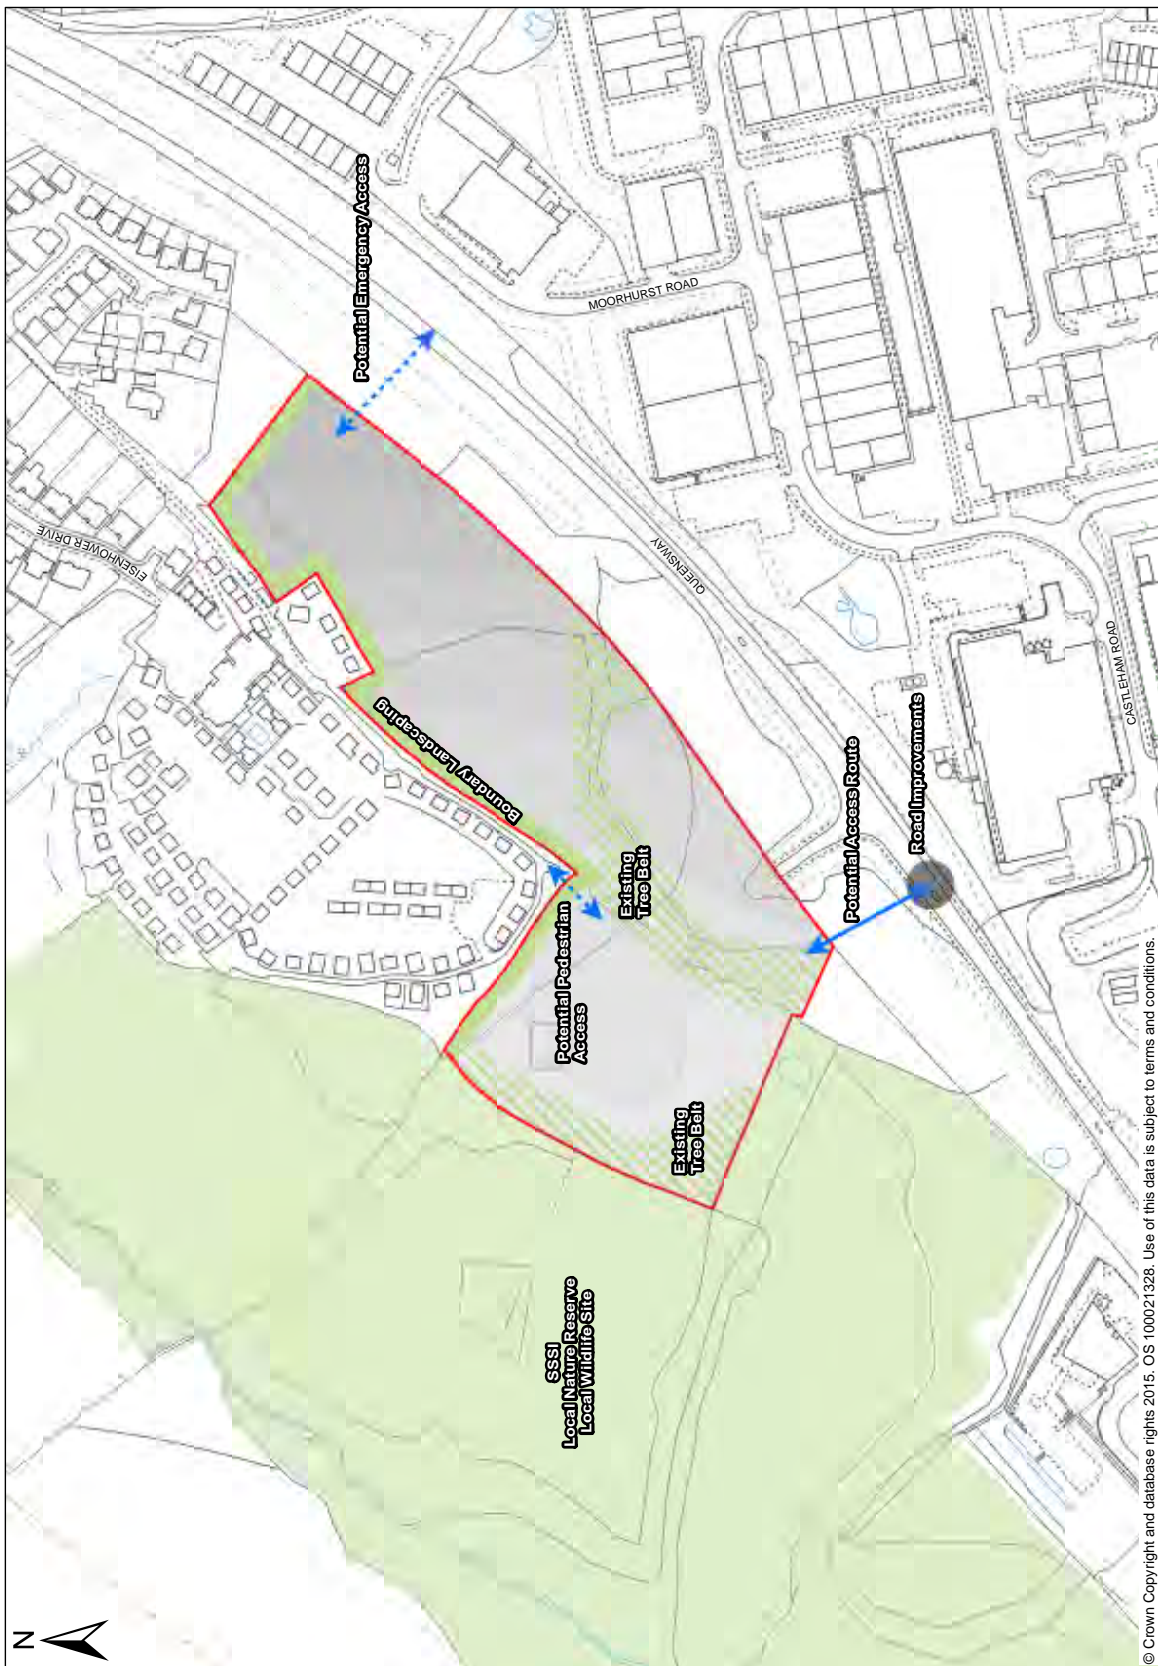 N
Potential Emergency Access
EISENHOWER DRIVE
MOORHURST ROAD
QUEENSWAY
Boundary Landscaping
Potential Pedestrian
Access
Existing
Tree Belt
Existing
Tree Belt
SSSI
Local Nature Reserve
Local Wildlife Site
Potential Access Route
Road Improvements
CASTLEHAM ROAD
© Crown Copyright and database rights 2015. OS 100021328. Use of this data is subject to terms and conditions.